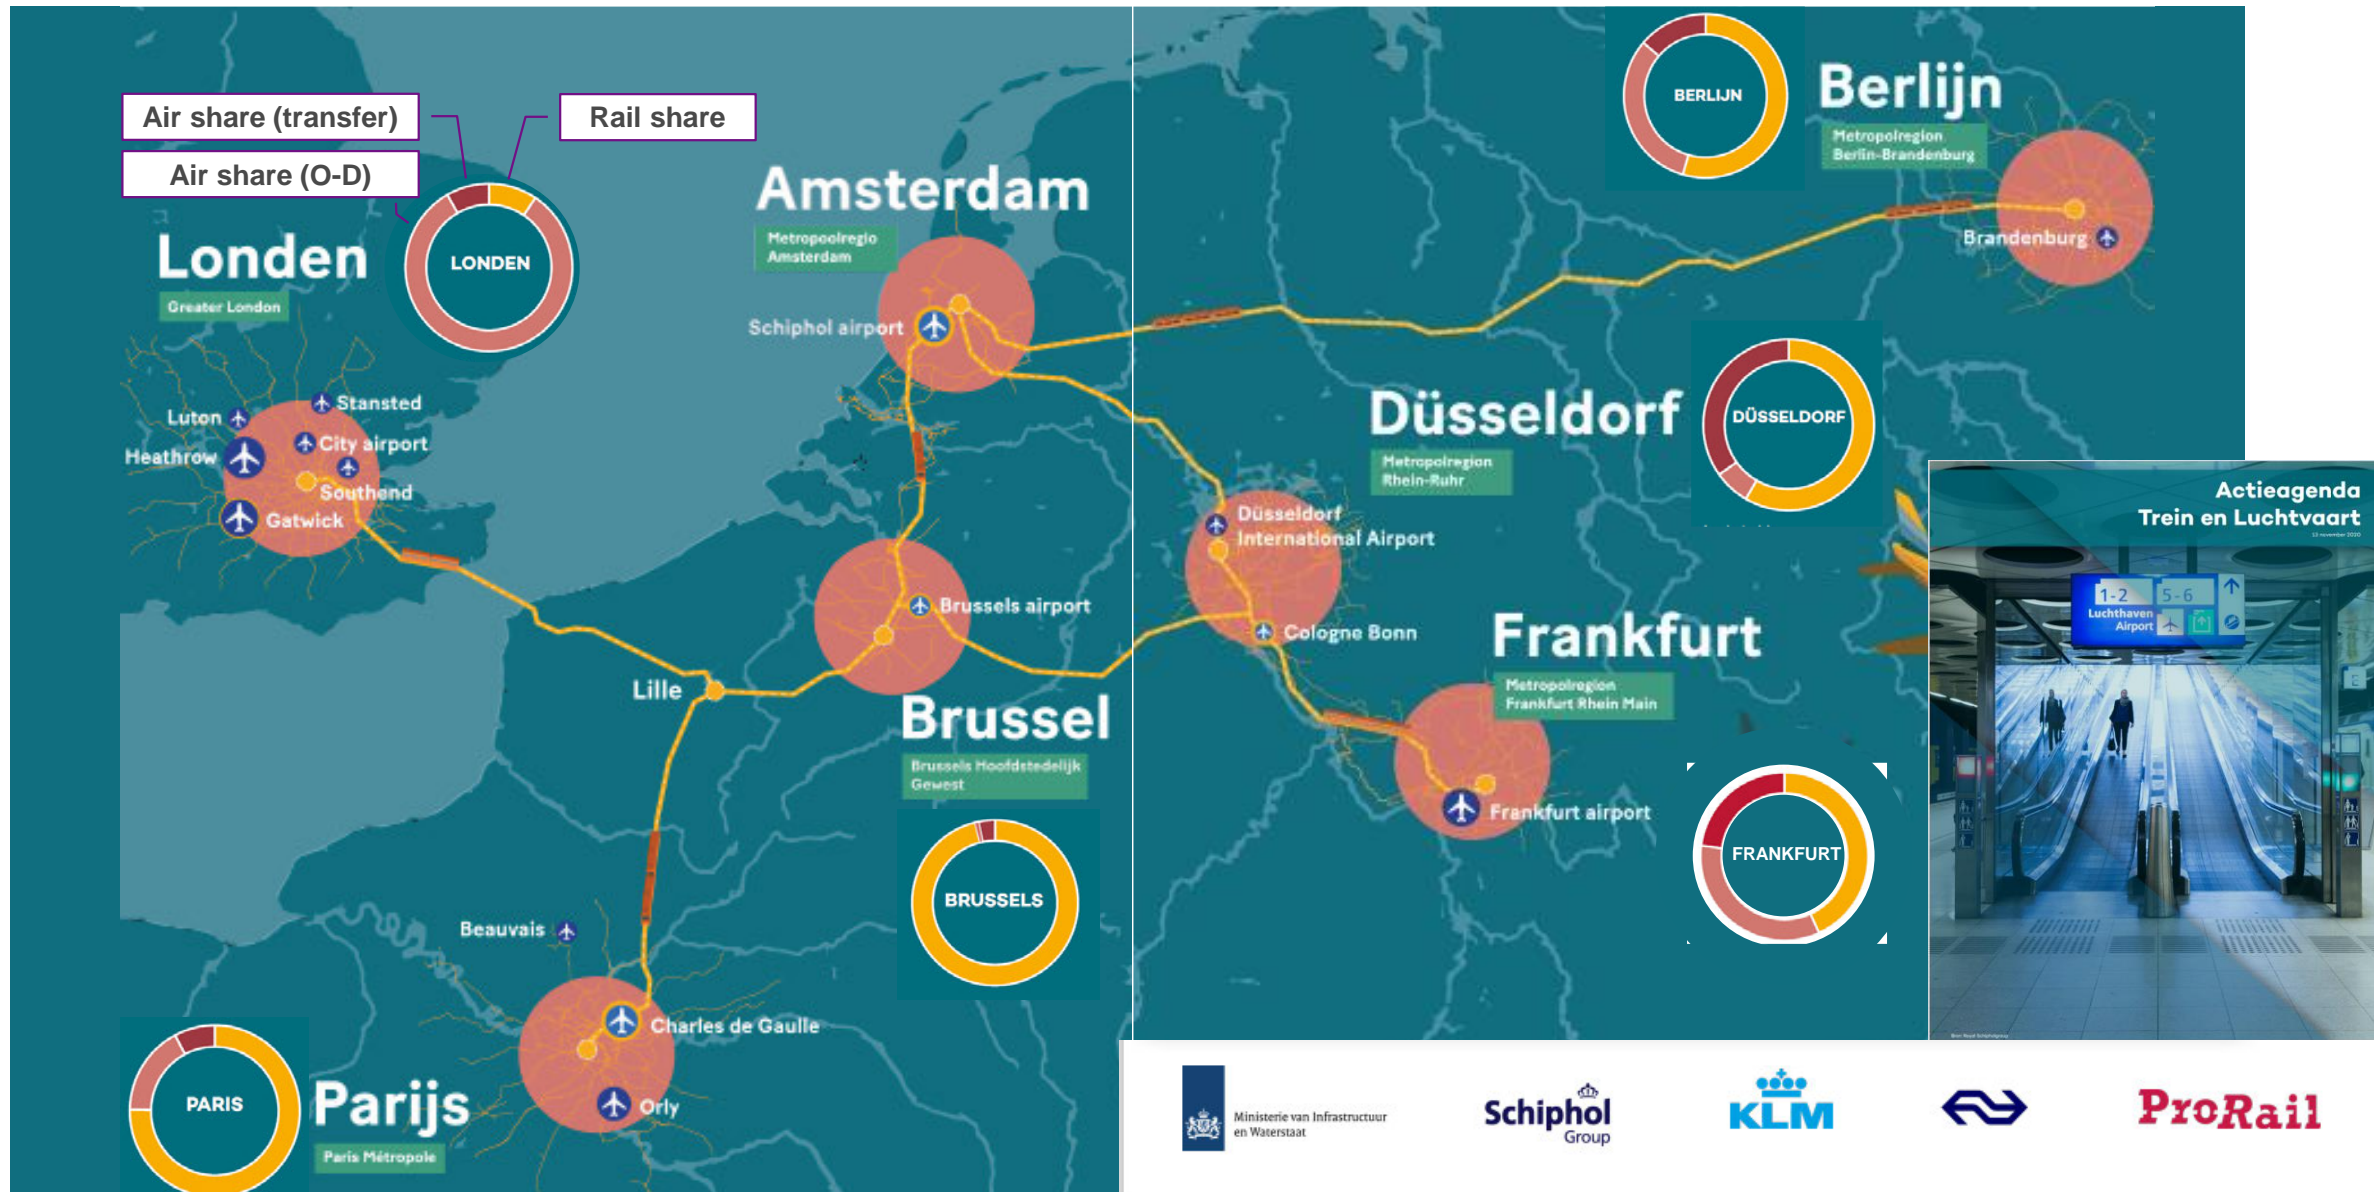 Air share (transfer)
Rail share
Air share (O-D)
LONDEN
Londen
Greater London
Luton
Stansted
Heathrow
City airport
Southend
Gatwick
Amsterdam
Metropoolregio
Amsterdam
Schiphol airport
BERLIJN
Berlijn
Metropolregion
Berlin-Brandenburg
Brandenburg
Düsseldorf
Metropolregion
Rhein-Ruhr
DÜSSELDORF
Düsseldorf
International Airport
Cologne Bonn
Brussels airport
Lille
Brussel
Brussels Hoofdstedelijk
Gewest
BRUSSELS
Frankfurt
Metropolregion
Frankfurt Rhein Main
Frankfurt airport
FRANKFURT
Beauvais
Charles de Gaulle
Orly
PARIS
Parijs
Paris Métropole
Actieagenda
Trein en Luchtvaart
13 november 2020
1-2
5-6
Luchthaven
Airport
E
Ministerie van Infrastructuur
en Waterstaat
Schiphol
Group
KLM
ProRail